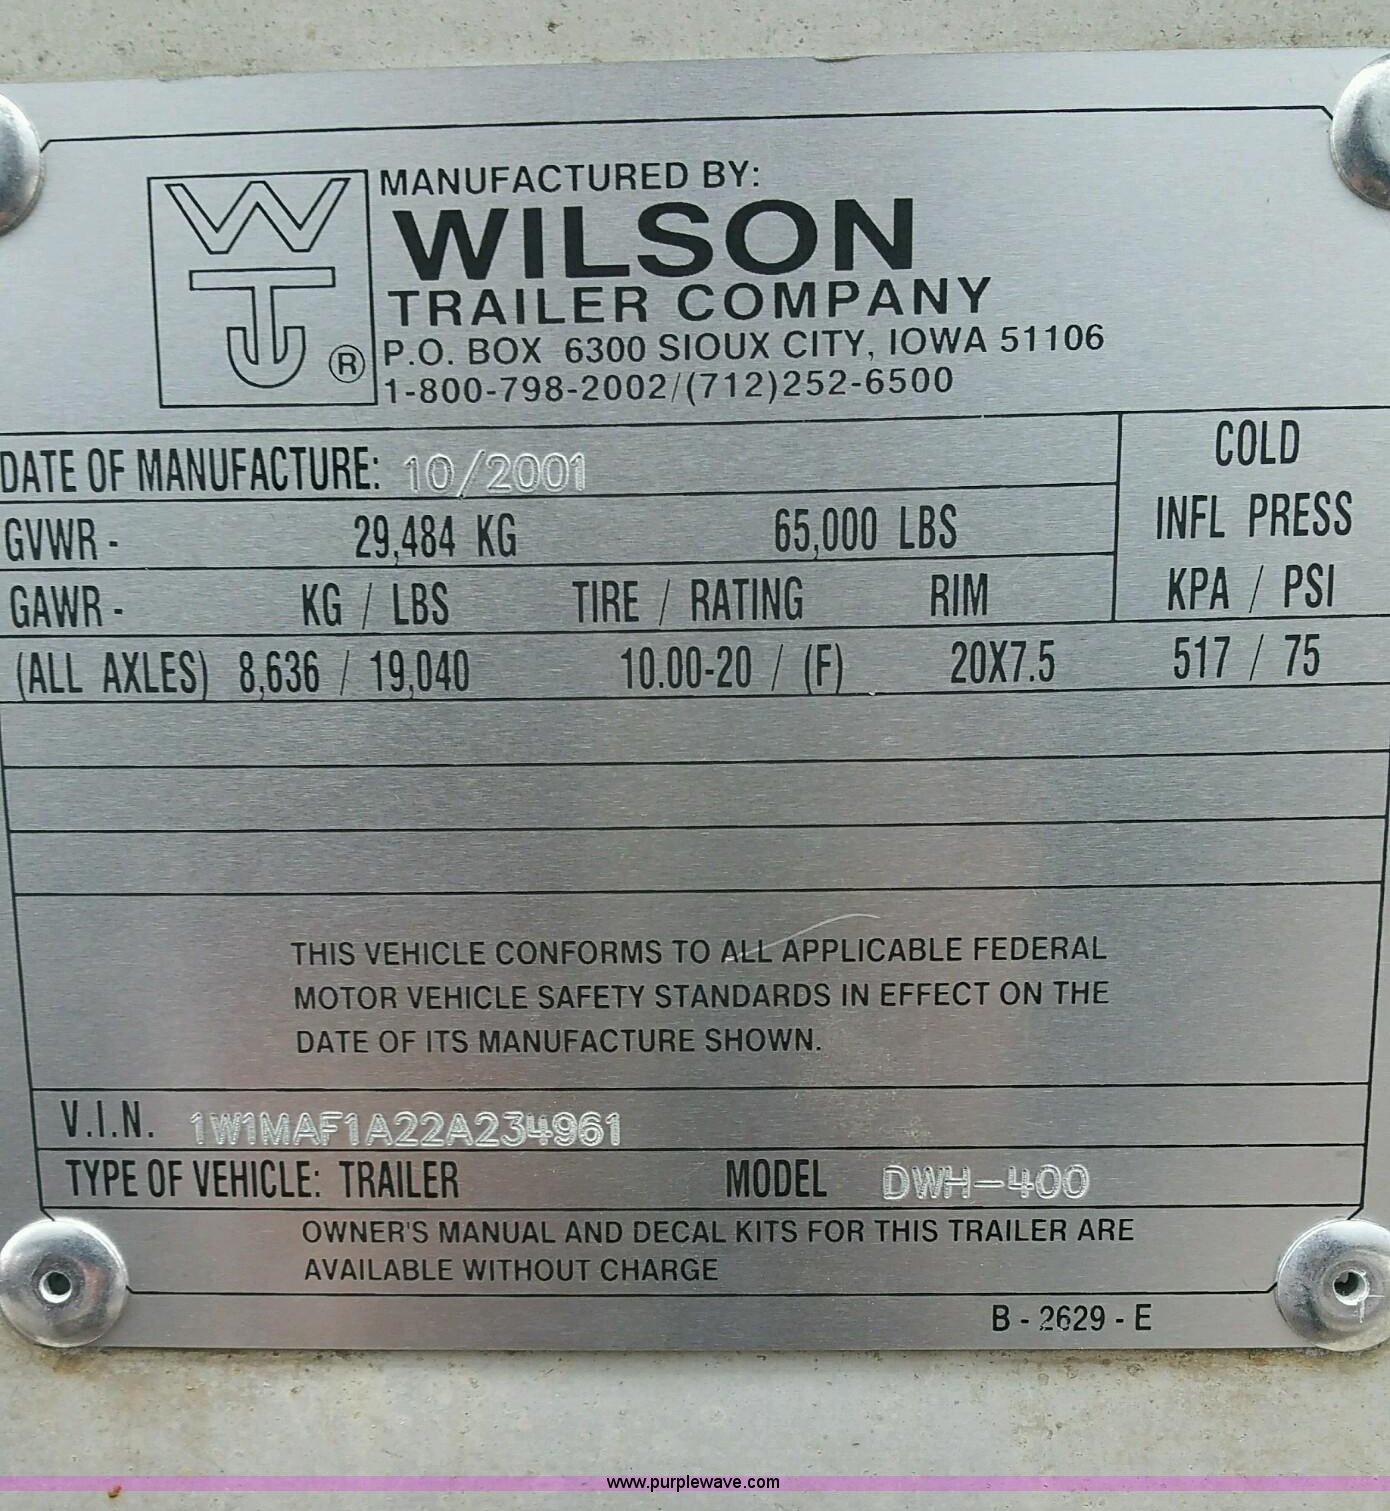 MANUFACTURED BY:
WILSON
TRAILER COMPANY
WT ® P.O. BOX 6300 SIOUX CITY, IOWA 51106
1-800-798-2002/(712)252-6500
DATE OF MANUFACTURE: 10/2001
COLD
INFL PRESS
KPA / PSI
GVWR - 29,484 KG 65,000 LBS
GAWR - KG / LBS TIRE / RATING RIM
(ALL AXLES) 8,636 / 19,040 10.00-20 / (F) 20X7.5 517 / 75
THIS VEHICLE CONFORMS TO ALL APPLICABLE FEDERAL
MOTOR VEHICLE SAFETY STANDARDS IN EFFECT ON THE
DATE OF ITS MANUFACTURE SHOWN.
V.I.N. 1W1MAF1A22A234961
TYPE OF VEHICLE: TRAILER MODEL DWH-400
OWNER'S MANUAL AND DECAL KITS FOR THIS TRAILER ARE
AVAILABLE WITHOUT CHARGE
B - 2629 - E
www.purplewave.com